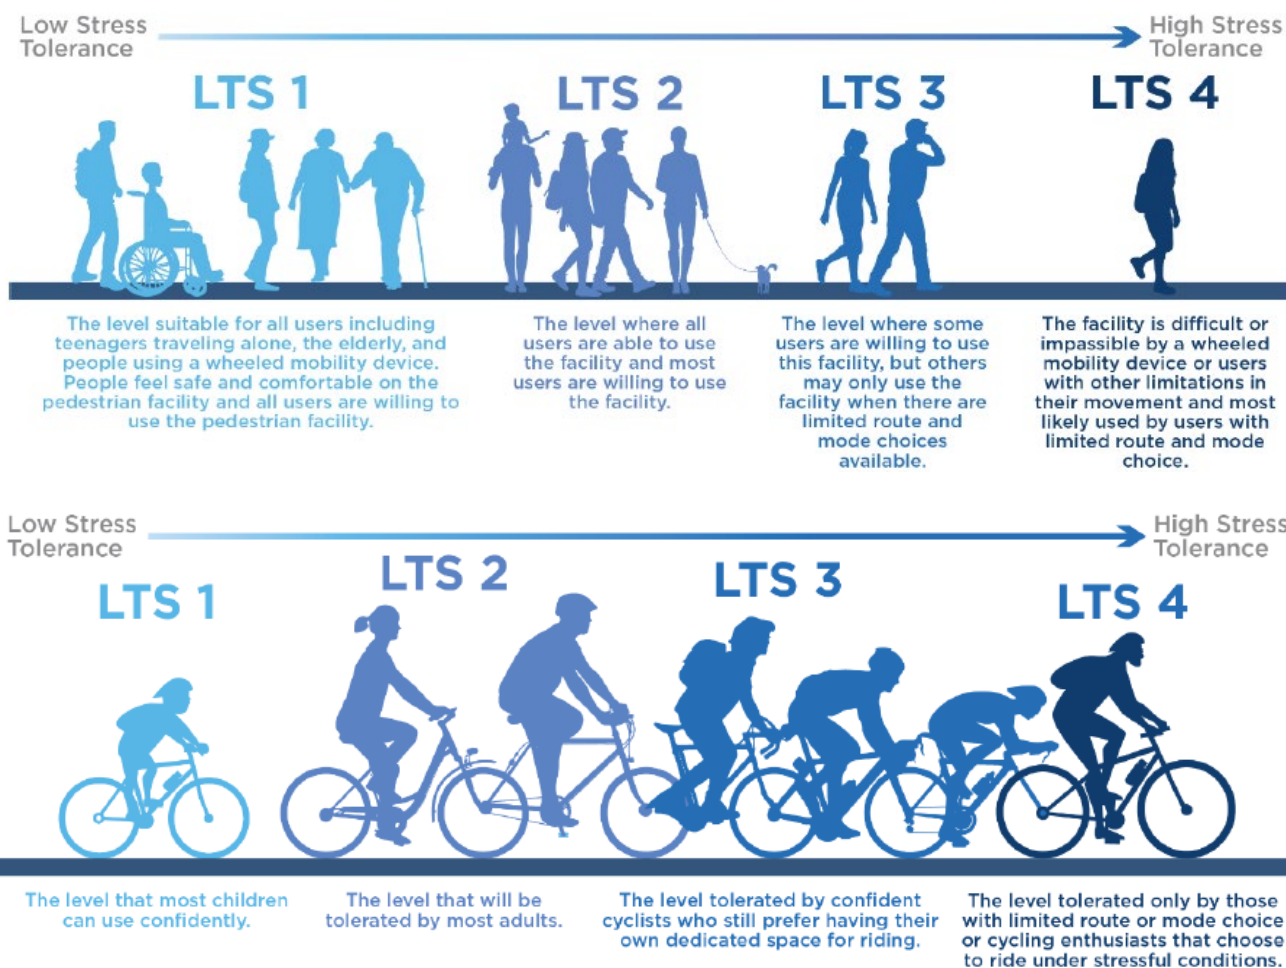 Low Stress
Tolerance
High Stress
Tolerance
LTS 1
LTS 2
LTS 3
LTS 4
The level suitable for all users including
teenagers traveling alone, the elderly, and
people using a wheeled mobility device.
People feel safe and comfortable on the
pedestrian facility and all users are willing to
use the pedestrian facility.
The level where all
users are able to use
the facility and most
users are willing to use
the facility.
The level where some
users are willing to use
this facility, but others
may only use the
facility when there are
limited route and
mode choices
available.
The facility is difficult or
impassible by a wheeled
mobility device or users
with other limitations in
their movement and most
likely used by users with
limited route and mode
choice.
Low Stress
Tolerance
High Stress
Tolerance
LTS 1
LTS 2
LTS 3
LTS 4
The level that most children
can use confidently.
The level that will be
tolerated by most adults.
The level tolerated by confident
cyclists who still prefer having their
own dedicated space for riding.
The level tolerated only by those
with limited route or mode choice
or cycling enthusiasts that choose
to ride under stressful conditions.